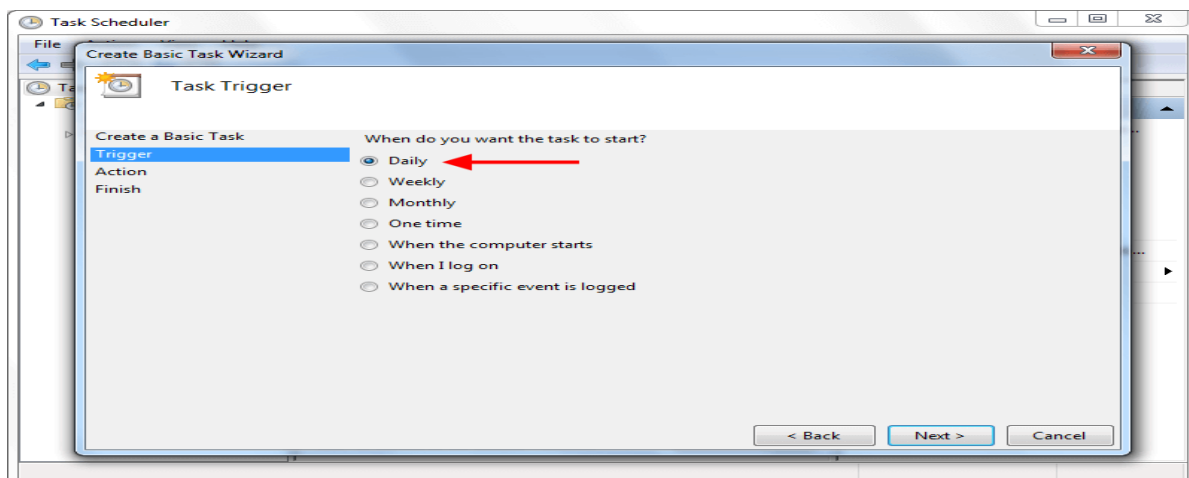 Task Scheduler
File
Create Basic Task Wizard
Task Trigger
Create a Basic Task
Trigger
Action
Finish
When do you want the task to start?
Daily
Weekly
Monthly
One time
When the computer starts
When I log on
When a specific event is logged
< Back
Next >
Cancel